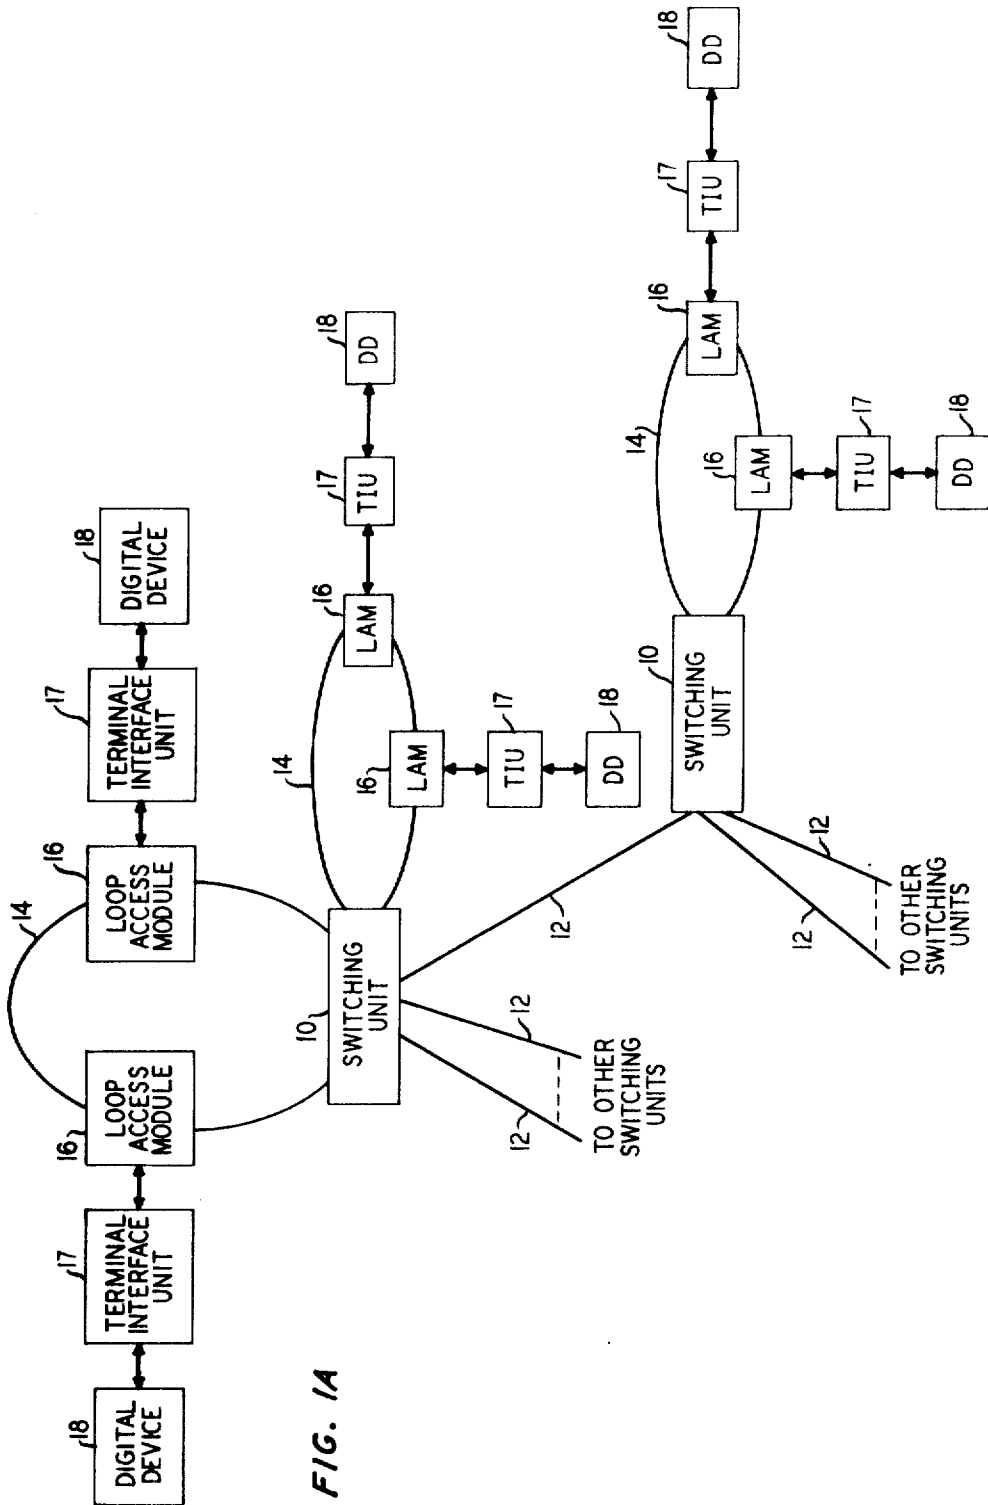 18
DIGITAL
DEVICE
17
TERMINAL
INTERFACE
UNIT
16
LOOP
ACCESS
MODULE
14
16
LOOP
ACCESS
MODULE
17
TERMINAL
INTERFACE
UNIT
18
DIGITAL
DEVICE
10
SWITCHING
UNIT
14
16
LAM
17
TIU
18
DD
16
LAM
17
TIU
18
DD
12
12
TO OTHER
SWITCHING
UNITS
12
10
SWITCHING
UNIT
14
16
LAM
17
TIU
18
DD
16
LAM
17
TIU
18
DD
12
12
TO OTHER
SWITCHING
UNITS
FIG. 1A